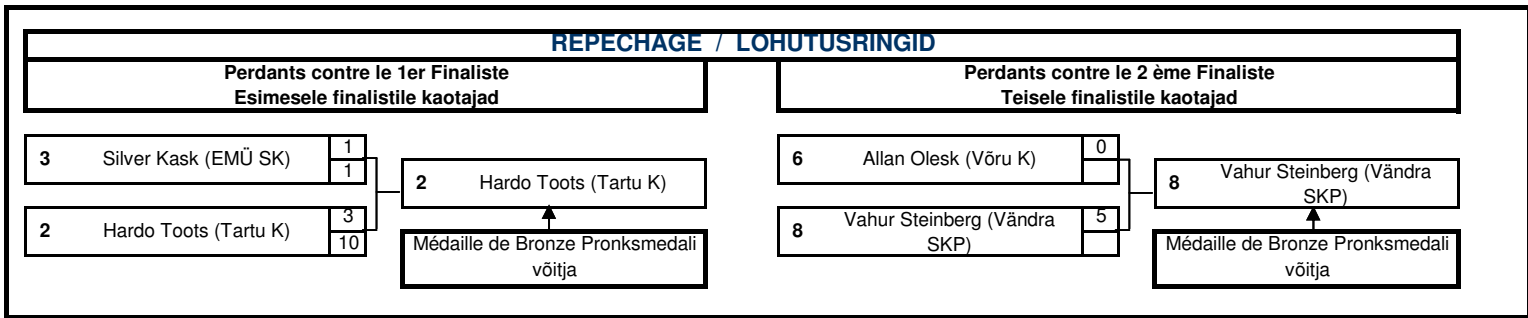 REPECHAGE / LOHUTUSRINGID
Perdants contre le 1er Finaliste
Esimesele finalistile kaotajad
Perdants contre le 2 ème Finaliste
Teisele finalistile kaotajad
3 Silver Kask (EMÜ SK) 1
1
2 Hardo Toots (Tartu K)
2 Hardo Toots (Tartu K) 3
10
Médaille de Bronze Pronksmedali
võitja
6 Allan Olesk (Võru K) 0
8 Vahur Steinberg (Vändra
SKP)
8 Vahur Steinberg (Vändra
SKP) 5
Médaille de Bronze Pronksmedali
võitja